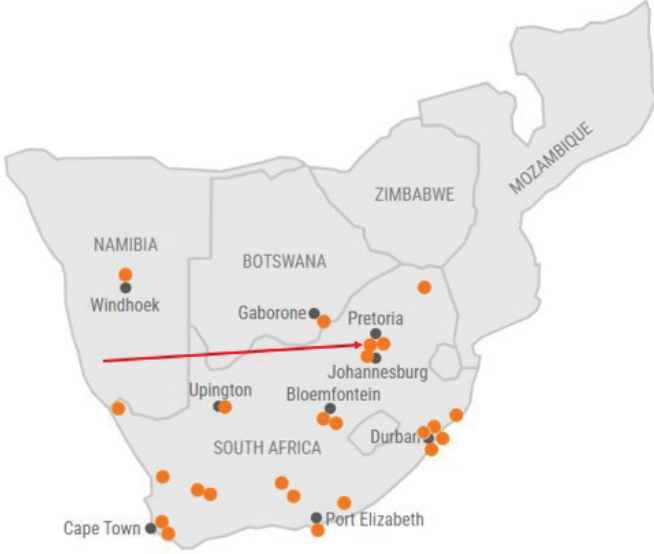 MOZAMBIQUE
ZIMBABWE
NAMIBIA
BOTSWANA
Windhoek
Gaborone
Pretoria
Johannesburg
Upington
Bloemfontein
SOUTH AFRICA
Durban
Cape Town
Port Elizabeth